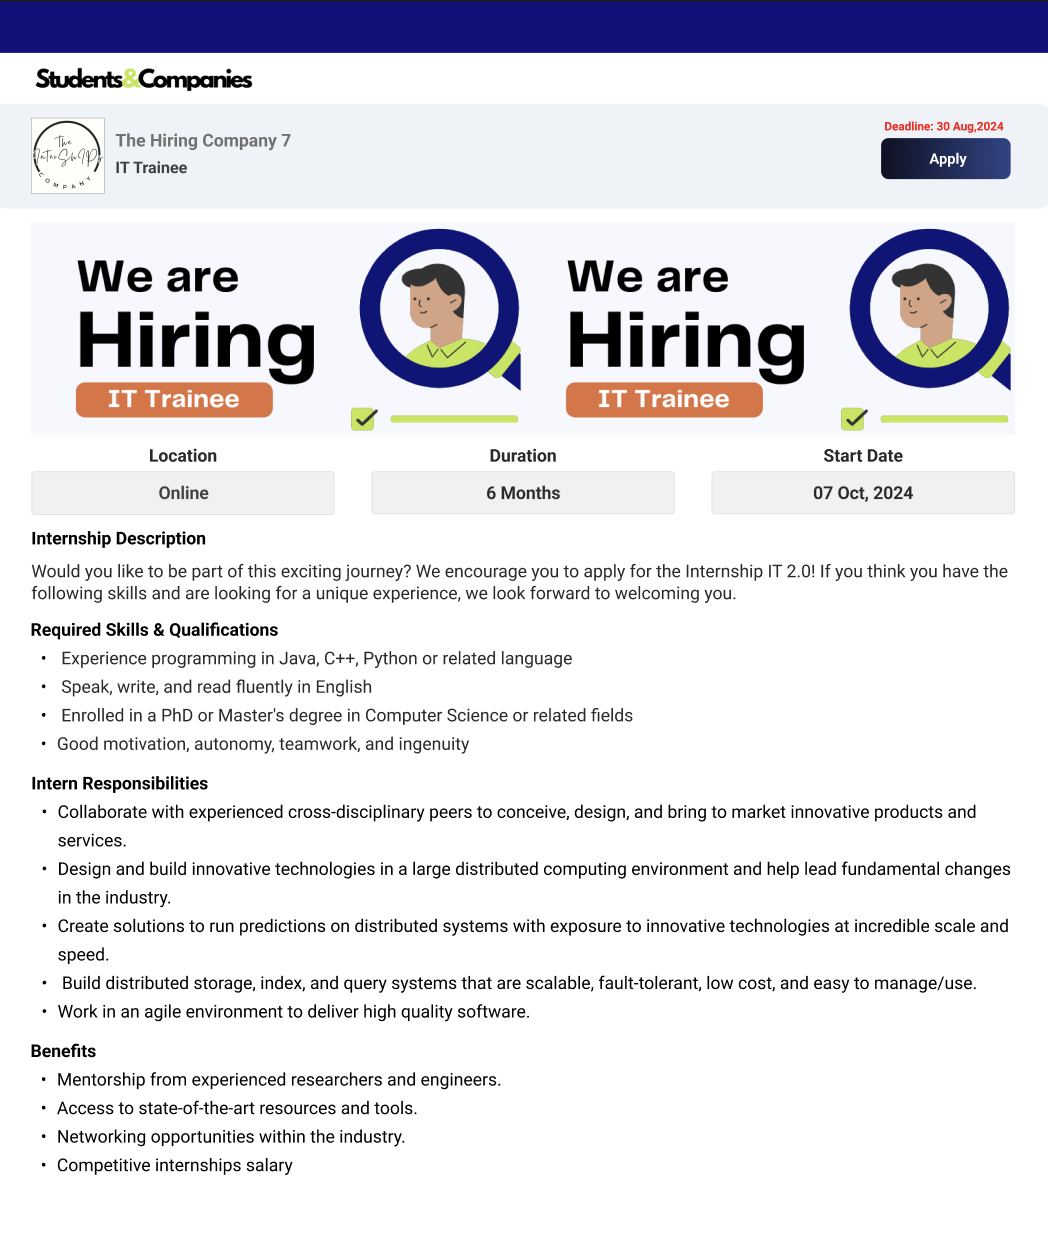 Students&Companies
The
InternShIPs
COMPANY
The Hiring Company 7
IT Trainee
Deadline: 30 Aug,2024
Apply
We are
Hiring
IT Trainee
We are
Hiring
IT Trainee
Location
Duration
Start Date
Online
6 Months
07 Oct, 2024
Internship Description
Would you like to be part of this exciting journey? We encourage you to apply for the Internship IT 2.0! If you think you have the
following skills and are looking for a unique experience, we look forward to welcoming you.
Required Skills & Qualifications
• Experience programming in Java, C++, Python or related language
• Speak, write, and read fluently in English
• Enrolled in a PhD or Master's degree in Computer Science or related fields
• Good motivation, autonomy, teamwork, and ingenuity
Intern Responsibilities
• Collaborate with experienced cross-disciplinary peers to conceive, design, and bring to market innovative products and
services.
• Design and build innovative technologies in a large distributed computing environment and help lead fundamental changes
in the industry.
• Create solutions to run predictions on distributed systems with exposure to innovative technologies at incredible scale and
speed.
• Build distributed storage, index, and query systems that are scalable, fault-tolerant, low cost, and easy to manage/use.
• Work in an agile environment to deliver high quality software.
Benefits
• Mentorship from experienced researchers and engineers.
• Access to state-of-the-art resources and tools.
• Networking opportunities within the industry.
• Competitive internships salary